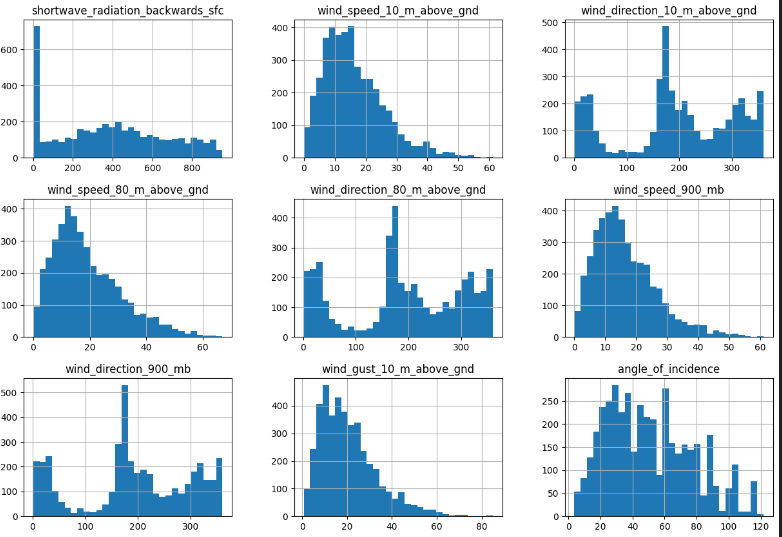 shortwave_radiation_backwards_sfc
wind_speed_10_m_above_gnd
wind_direction_10_m_above_gnd
600
400
200
0
0 200 400 600 800
400
300
200
100
0
0 10 20 30 40 50 60
500
400
300
200
100
0
0 100 200 300
wind_speed_80_m_above_gnd
wind_direction_80_m_above_gnd
wind_speed_900_mb
400
300
200
100
0
0 20 40 60
400
300
200
100
0
0 100 200 300
400
300
200
100
0
0 10 20 30 40 50 60
wind_direction_900_mb
wind_gust_10_m_above_gnd
angle_of_incidence
500
400
300
200
100
0
0 100 200 300
400
300
200
100
0
0 20 40 60 80
250
200
150
100
50
0
0 20 40 60 80 100 120